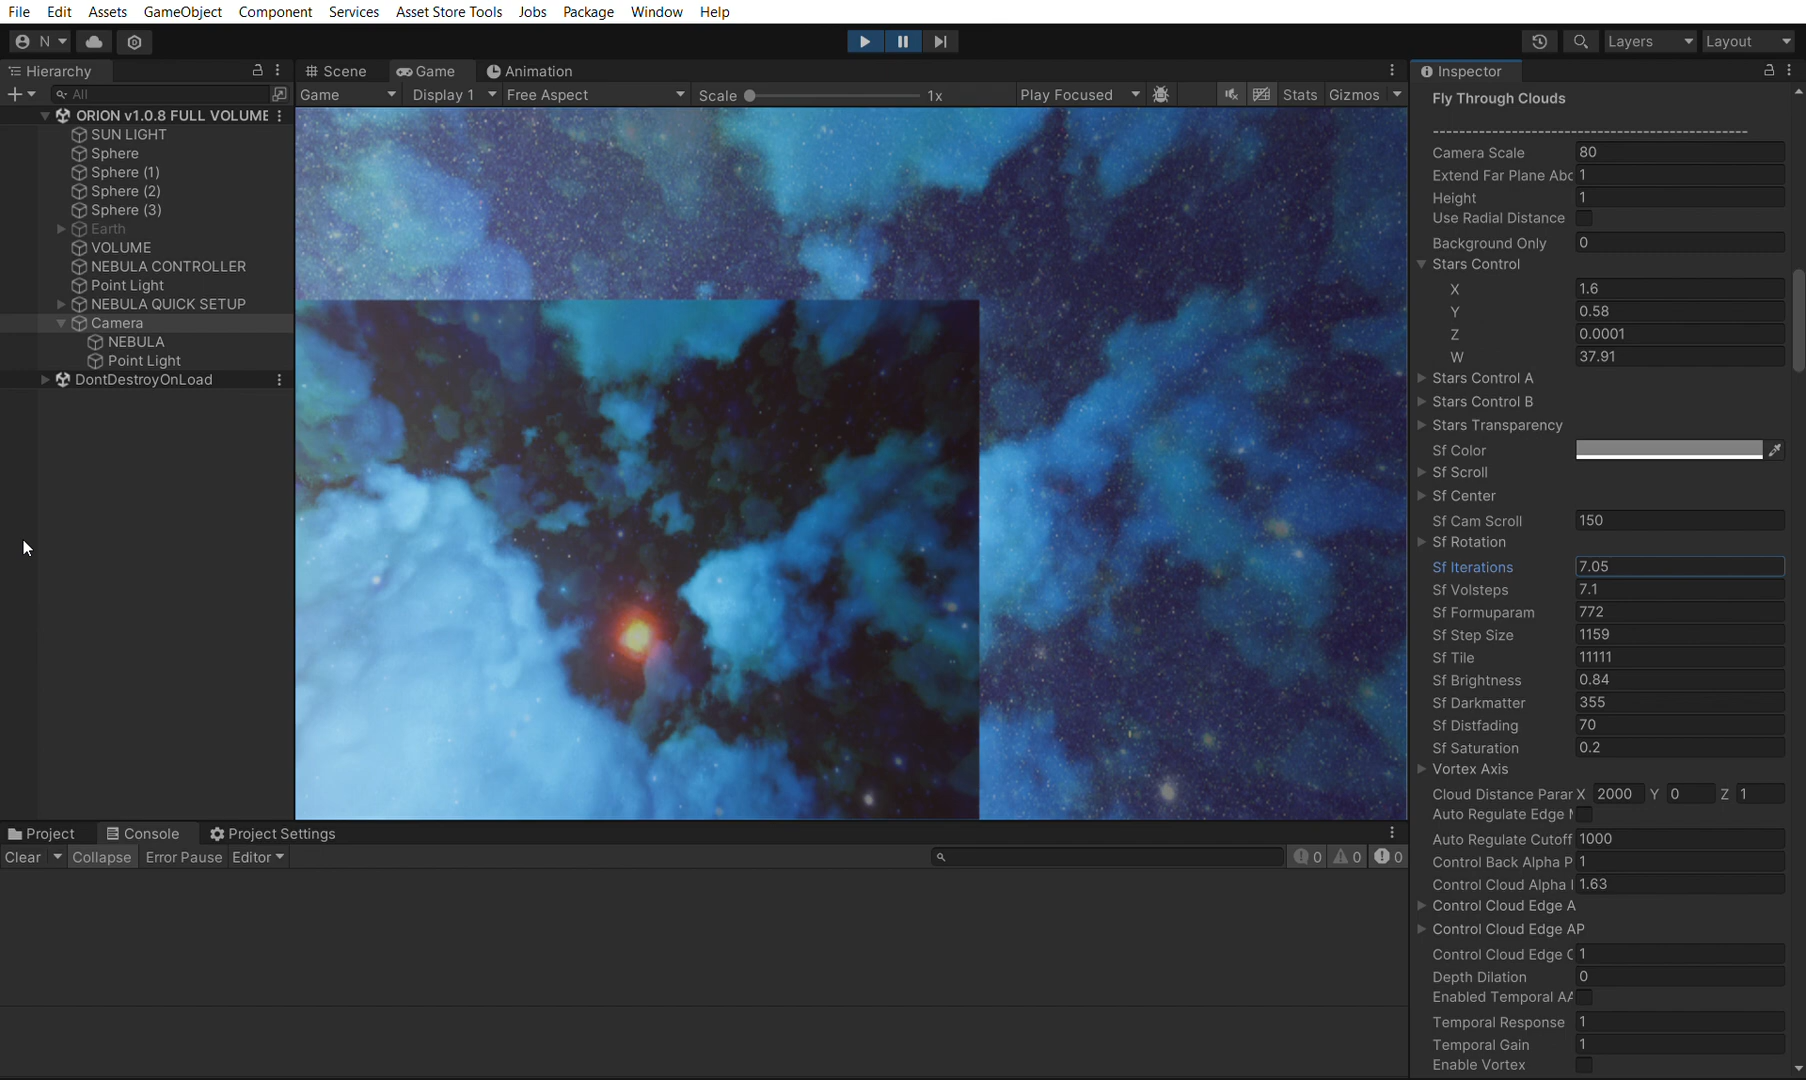 File Edit Assets GameObject Component Services Asset Store Tools Jobs Package Window Help
N Layers Layout
Hierarchy
All
ORION v1.0.8 FULL VOLUME
SUN LIGHT
Sphere
Sphere (1)
Sphere (2)
Sphere (3)
Earth
VOLUME
NEBULA CONTROLLER
Point Light
NEBULA QUICK SETUP
Camera
NEBULA
Point Light
DontDestroyOnLoad
Scene Game Animation
Game Display 1 Free Aspect Scale 1x Play Focused Stats Gizmos
Project Console Project Settings
Clear Collapse Error Pause Editor 0 0 0
Inspector
Fly Through Clouds
------------------------------------------------
Camera Scale 80
Extend Far Plane Abc 1
Height 1
Use Radial Distance
Background Only 0
Stars Control
X 1.6
Y 0.58
Z 0.0001
W 37.91
Stars Control A
Stars Control B
Stars Transparency
Sf Color
Sf Scroll
Sf Center
Sf Cam Scroll 150
Sf Rotation
Sf Iterations 7.05
Sf Volsteps 7.1
Sf Formuparam 772
Sf Step Size 1159
Sf Tile 11111
Sf Brightness 0.84
Sf Darkmatter 355
Sf Distfading 70
Sf Saturation 0.2
Vortex Axis
Cloud Distance Parar X 2000 Y 0 Z 1
Auto Regulate Edge
Auto Regulate Cutoff 1000
Control Back Alpha P 1
Control Cloud Alpha 1.63
Control Cloud Edge A
Control Cloud Edge AP
Control Cloud Edge 1
Depth Dilation 0
Enabled Temporal AA
Temporal Response 1
Temporal Gain 1
Enable Vortex